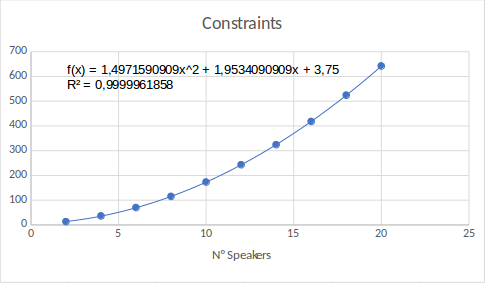 Constraints
f(x) = 1,4971590909x^2 + 1,9534090909x + 3,75
R² = 0,9999961858
700
600
500
400
300
200
100
0
0 5 10 15 20 25
N° Speakers